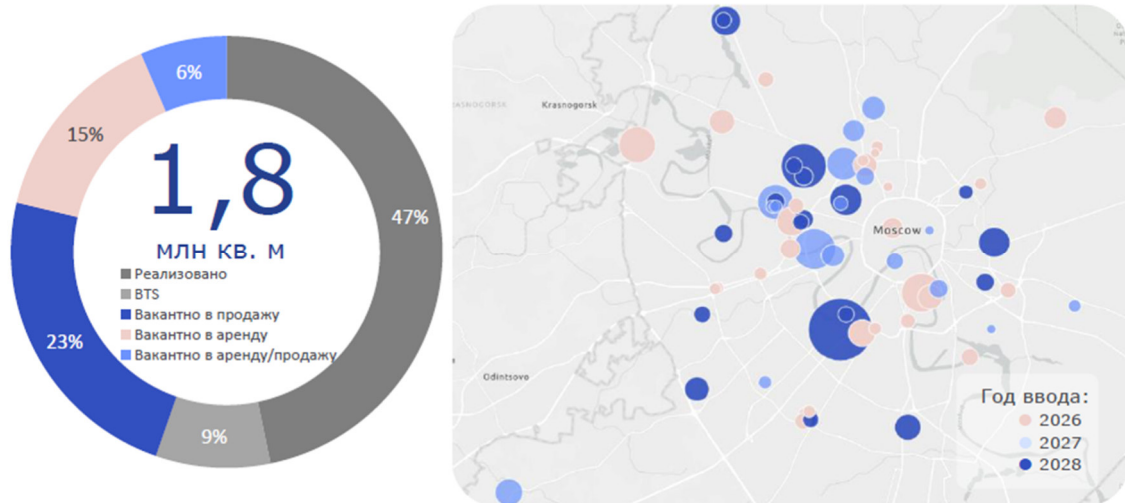 6%
15%
47%
23%
9%
1,8
млн кв. м
Реализовано
BTS
Вакантно в продажу
Вакантно в аренду
Вакантно в аренду/продажу
Krasnogorsk
Moscow
Odintsovo
Год ввода:
2026
2027
2028